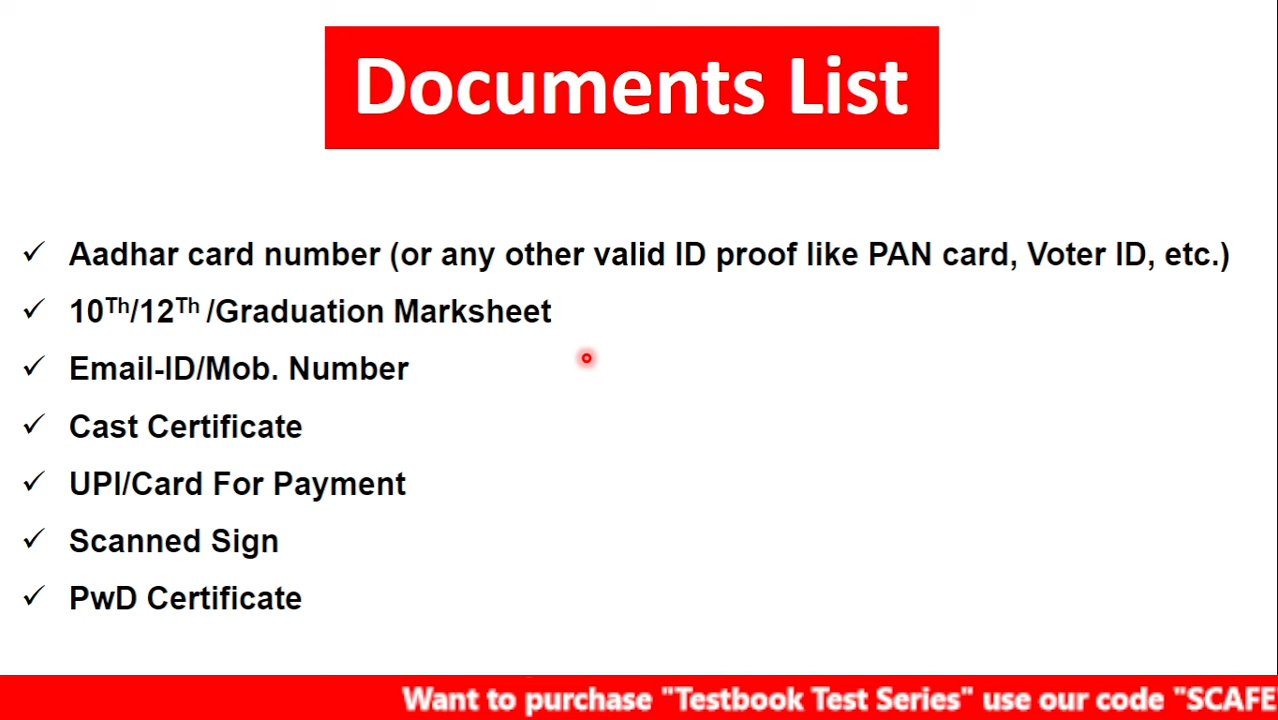 Documents List
✓ Aadhar card number (or any other valid ID proof like PAN card, Voter ID, etc.)
✓ 10Th/12Th /Graduation Marksheet
✓ Email-ID/Mob. Number
✓ Cast Certificate
✓ UPI/Card For Payment
✓ Scanned Sign
✓ PwD Certificate
Want to purchase "Testbook Test Series" use our code "SCAFE